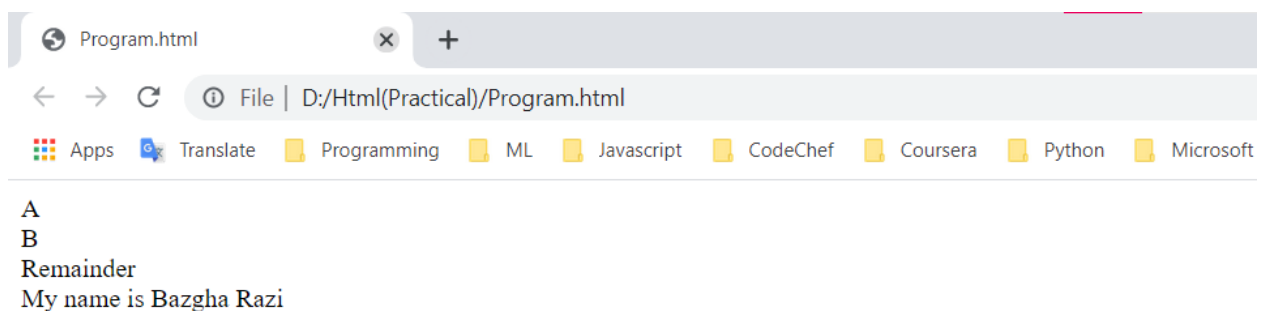 Program.html
File | D:/Html(Practical)/Program.html
Apps Translate Programming ML Javascript CodeChef Coursera Python Microsoft
A
B
Remainder
My name is Bazgha Razi